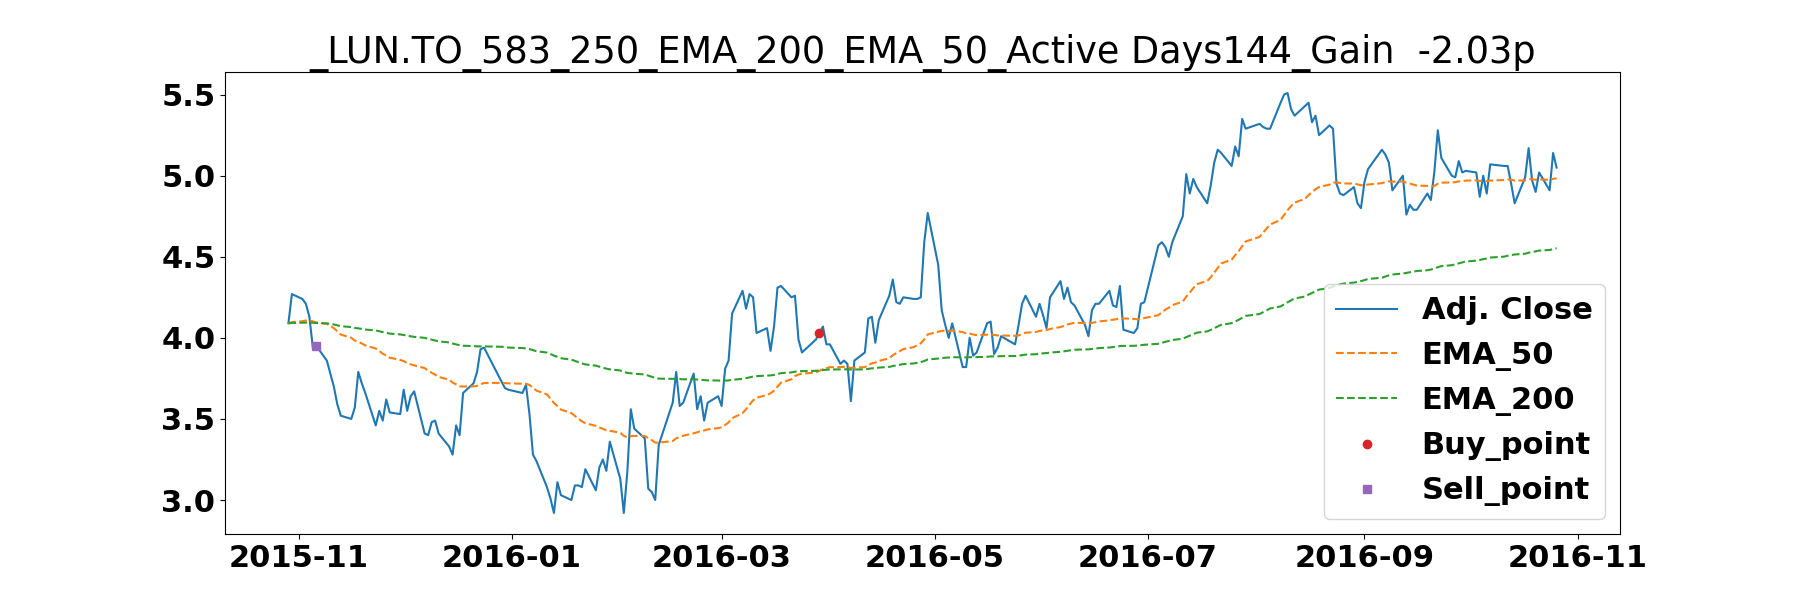 _LUN.TO_583_250_EMA_200_EMA_50_Active Days144_Gain  -2.03p
5.5
5.0
4.5
4.0
3.5
3.0
Adj. Close
EMA_50
EMA_200
Buy_point
Sell_point
2015-11 2016-01 2016-03 2016-05 2016-07 2016-09 2016-11